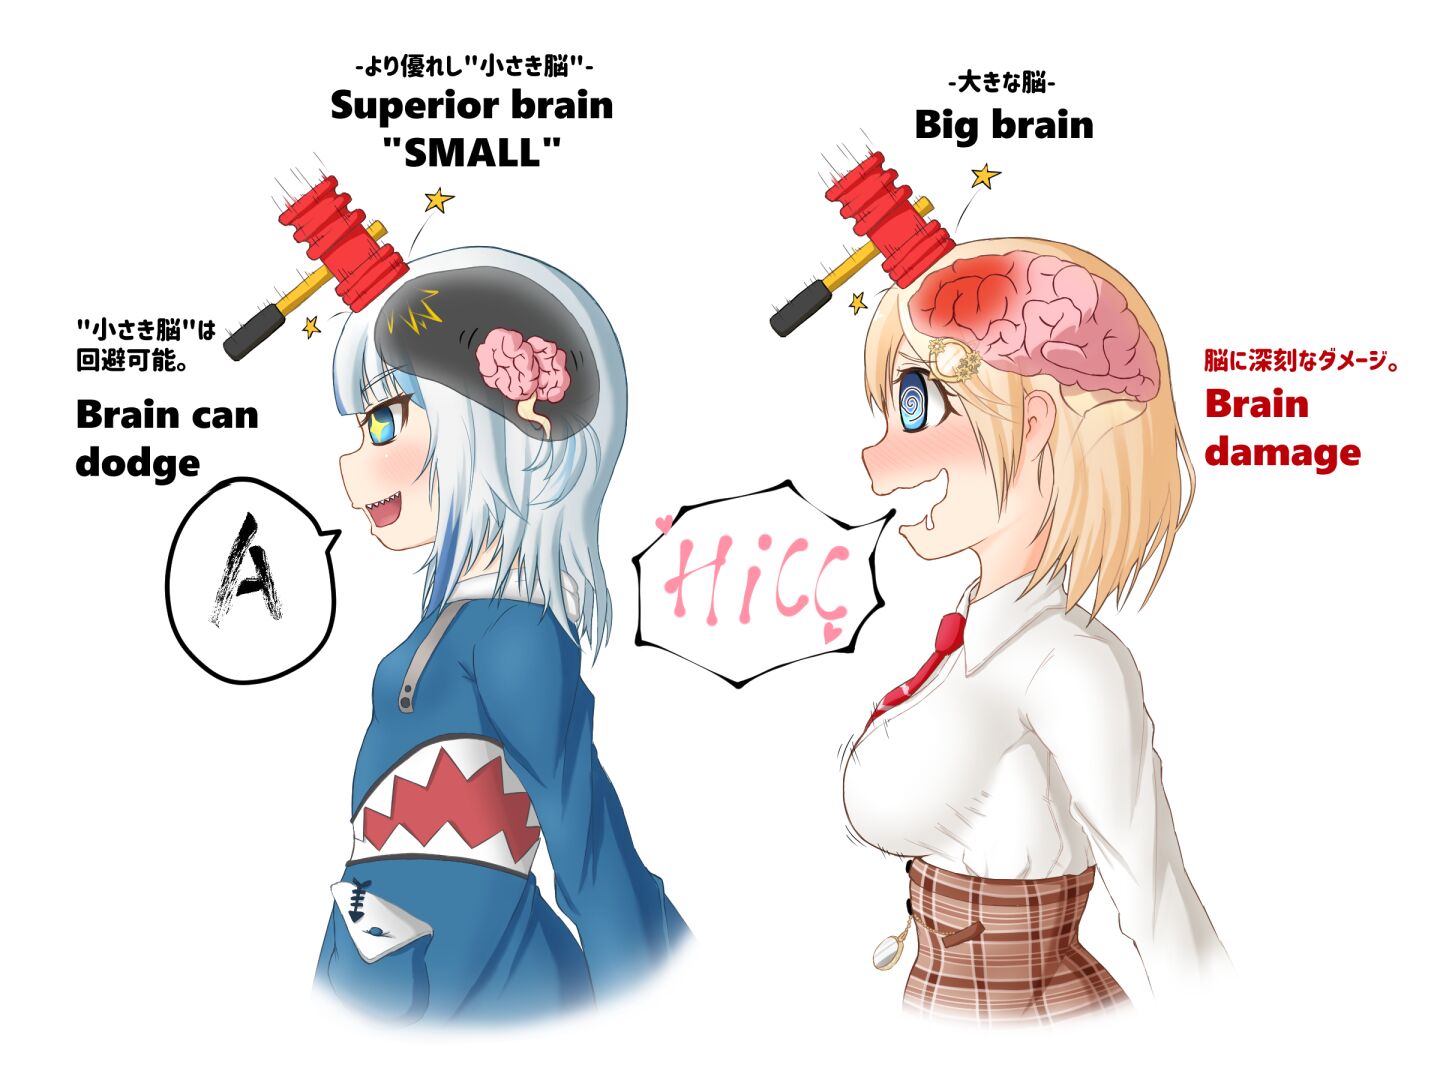 -より優れし"小さき脳"-
Superior brain
"SMALL"
-大きな脳-
Big brain
"小さき脳"は
回避可能。
Brain can
dodge
脳に深刻なダメージ。
Brain
damage
A
Hicc